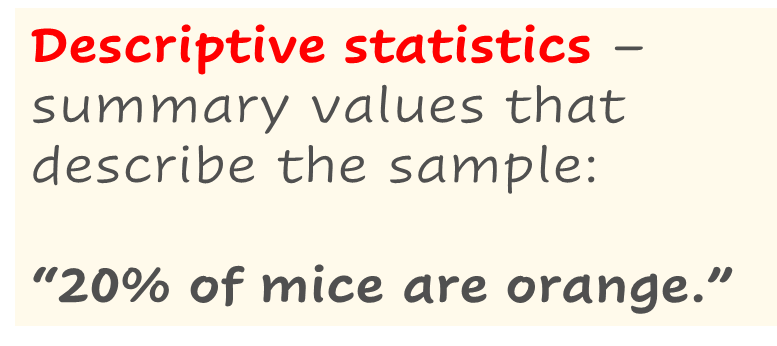 Descriptive statistics –
summary values that
describe the sample:
“20% of mice are orange.”